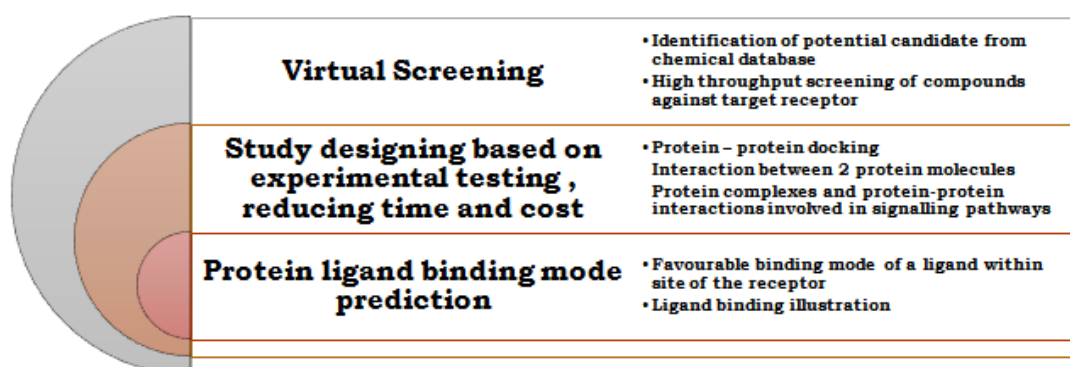 Virtual Screening
• Identification of potential candidate from
chemical database
• High throughput screening of compounds
against target receptor
Study designing based on
experimental testing ,
reducing time and cost
• Protein – protein docking
Interaction between 2 protein molecules
Protein complexes and protein-protein
interactions involved in signalling pathways
Protein ligand binding mode
prediction
• Favourable binding mode of a ligand within
site of the receptor
• Ligand binding illustration